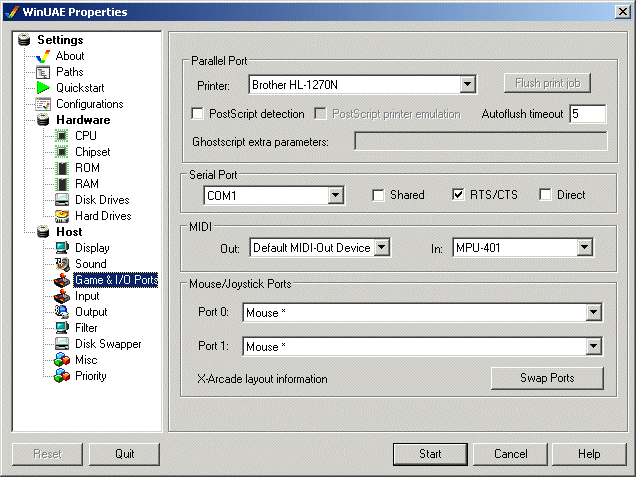 WinUAE Properties
Settings
About
Paths
Quickstart
Configurations
Hardware
CPU
Chipset
ROM
RAM
Disk Drives
Hard Drives
Host
Display
Sound
Game & I/O Ports
Input
Output
Filter
Disk Swapper
Misc
Priority
Parallel Port
Printer: Brother HL-1270N Flush print job
PostScript detection PostScript printer emulation Autoflush timeout 5
Ghostscript extra parameters:
Serial Port
COM1 Shared RTS/CTS Direct
MIDI
Out: Default MIDI-Out Device In: MPU-401
Mouse/Joystick Ports
Port 0: Mouse *
Port 1: Mouse *
X-Arcade layout information Swap Ports
Reset Quit Start Cancel Help